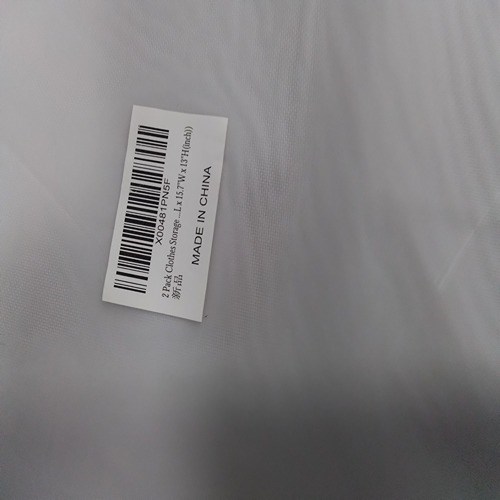 X00481PN5F
2 Pack Clothes Storage ...L x 15.7"W x 13"H(inch))
新品
MADE IN CHINA